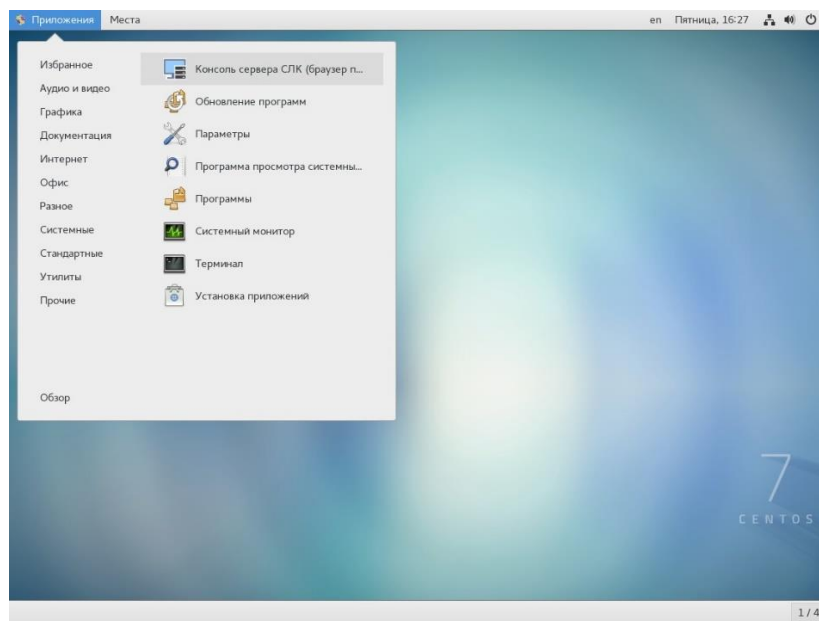 Приложения Места en Пятница, 16:27
Избранное
Аудио и видео
Графика
Документация
Интернет
Офис
Разное
Системные
Стандартные
Утилиты
Прочие
Обзор
Консоль сервера СЛК (браузер п...
Обновление программ
Параметры
Программа просмотра системны...
Программы
Системный монитор
Терминал
Установка приложений
7
CENTOS
1 / 4